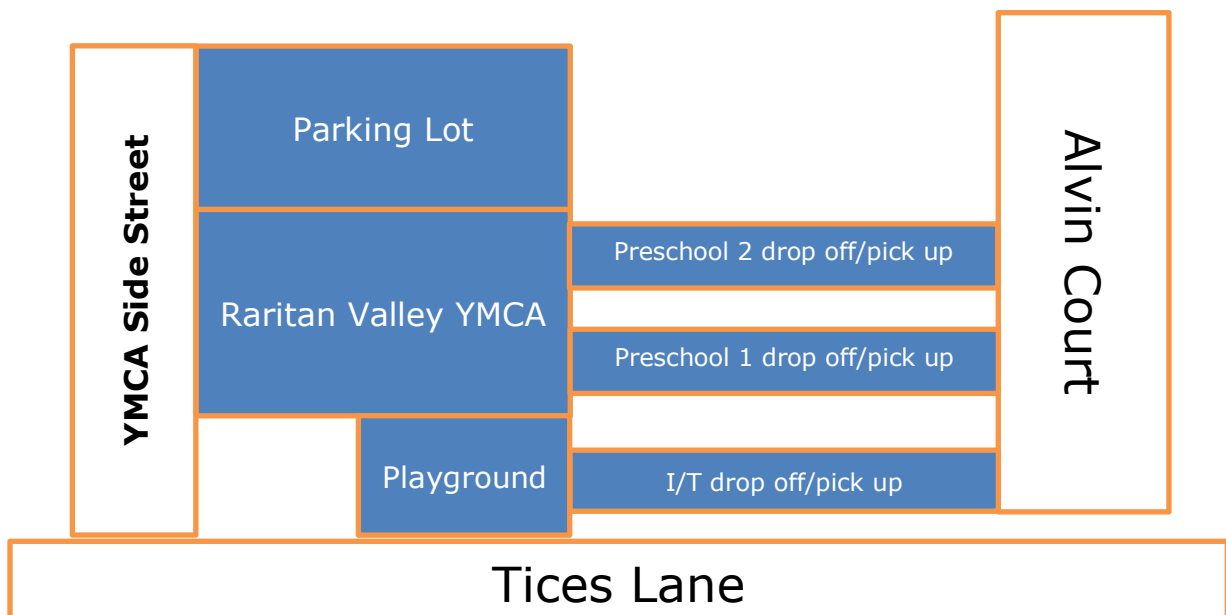 YMCA Side Street
Parking Lot
Alvin Court
Preschool 2 drop off/pick up
Raritan Valley YMCA
Preschool 1 drop off/pick up
Playground
I/T drop off/pick up
Tices Lane